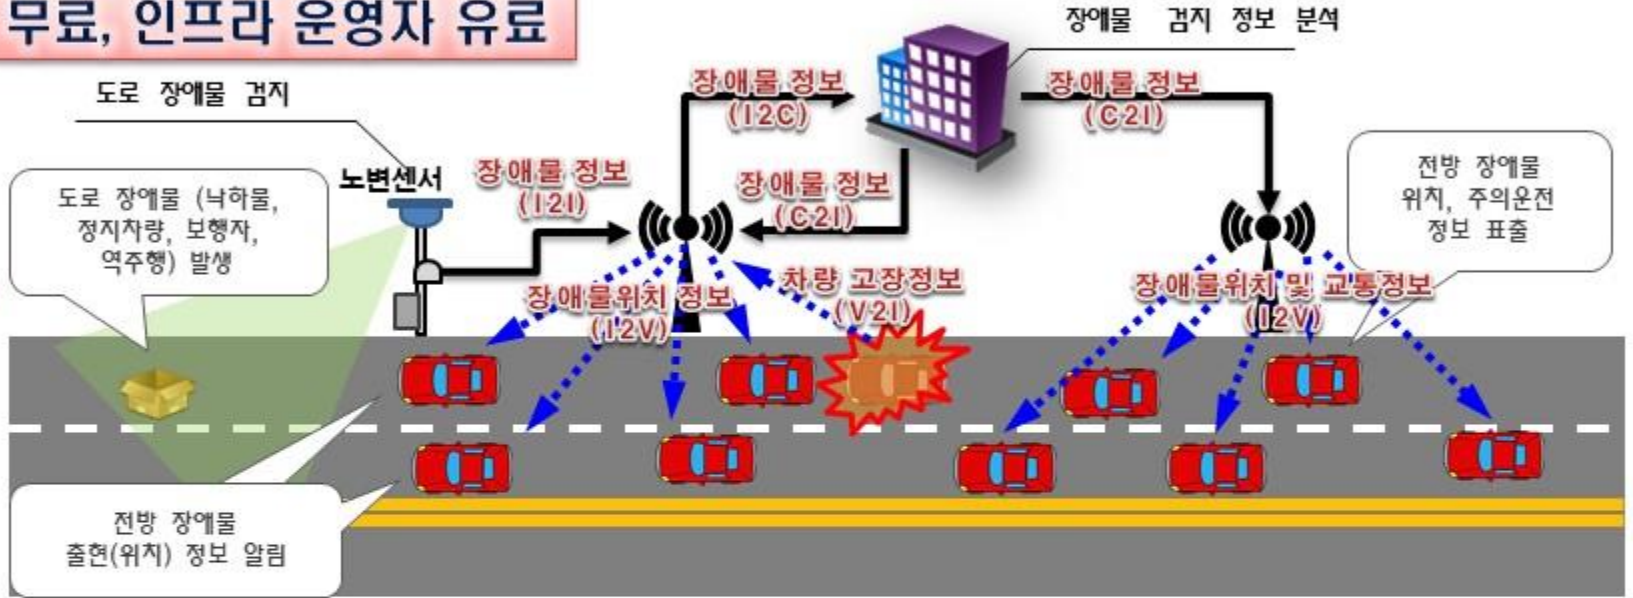 무료, 인프라 운영자 유료
장애물 검지 정보 분석
도로 장애물 검지
장애물 정보
(I2C)
장애물 정보
(C2I)
노변센서
장애물 정보
(I2I)
장애물 정보
(C2I)
도로 장애물 (낙하물,
정지차량, 보행자,
역주행) 발생
전방 장애물
위치, 주의운전
정보 표출
장애물위치 정보
(I2V)
차량 고장정보
(V2I)
장애물위치 및 교통정보
(I2V)
전방 장애물
출현(위치) 정보 알림